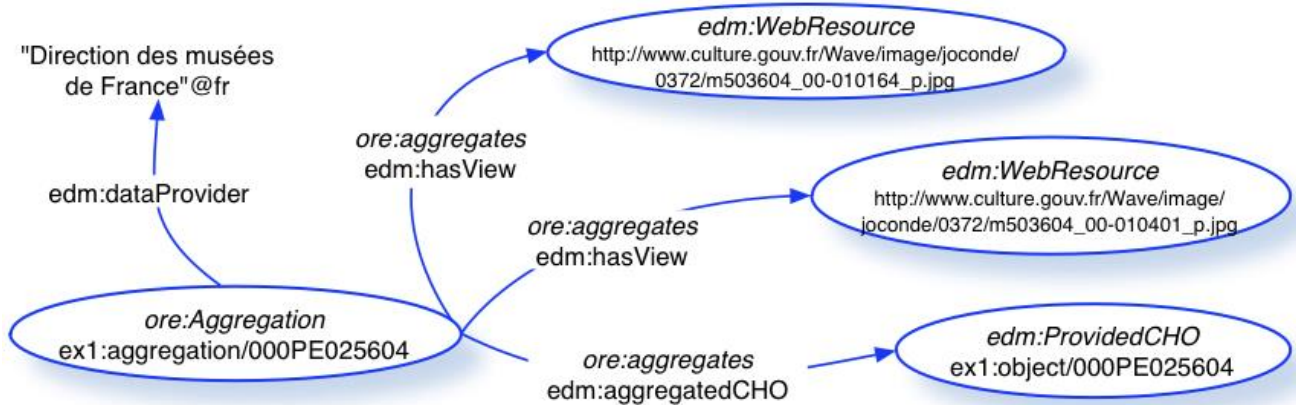 "Direction des musées
de France"@fr
edm:dataProvider
ore:Aggregation
ex1:aggregation/000PE025604
ore:aggregates
edm:hasView
edm:WebResource
http://www.culture.gouv.fr/Wave/image/joconde/
0372/m503604_00-010164_p.jpg
ore:aggregates
edm:hasView
edm:WebResource
http://www.culture.gouv.fr/Wave/image/
joconde/0372/m503604_00-010401_p.jpg
ore:aggregates
edm:aggregatedCHO
edm:ProvidedCHO
ex1:object/000PE025604